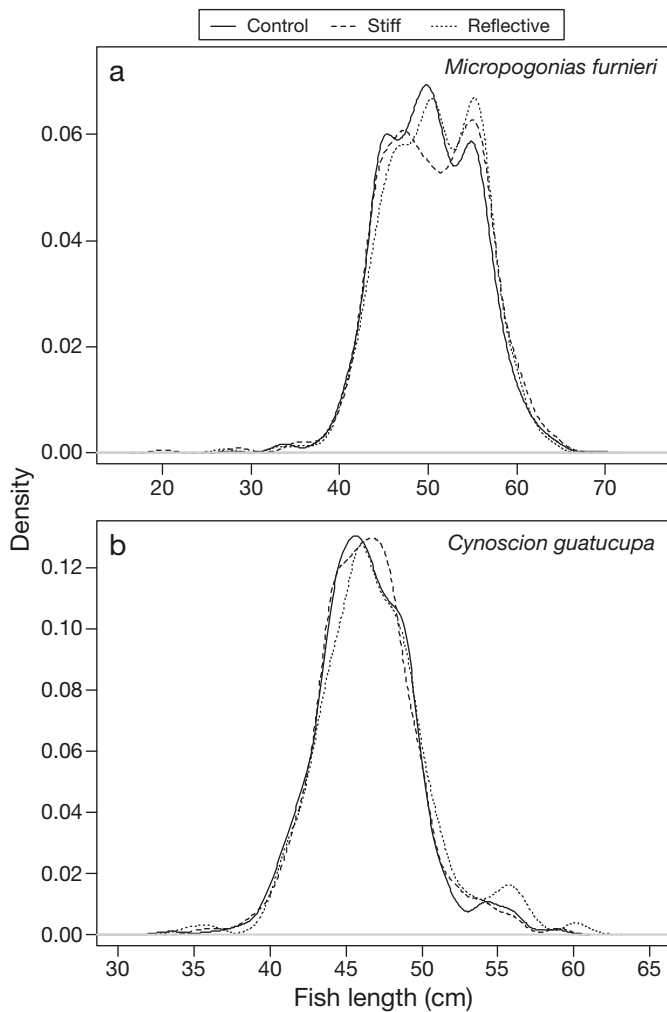 Control Stiff Reflective
a
Micropogonias furnieri
0.06
0.04
0.02
0.00
20 30 40 50 60 70
Density
b
Cynoscion guatucupa
0.12
0.10
0.08
0.06
0.04
0.02
0.00
30 35 40 45 50 55 60 65
Fish length (cm)